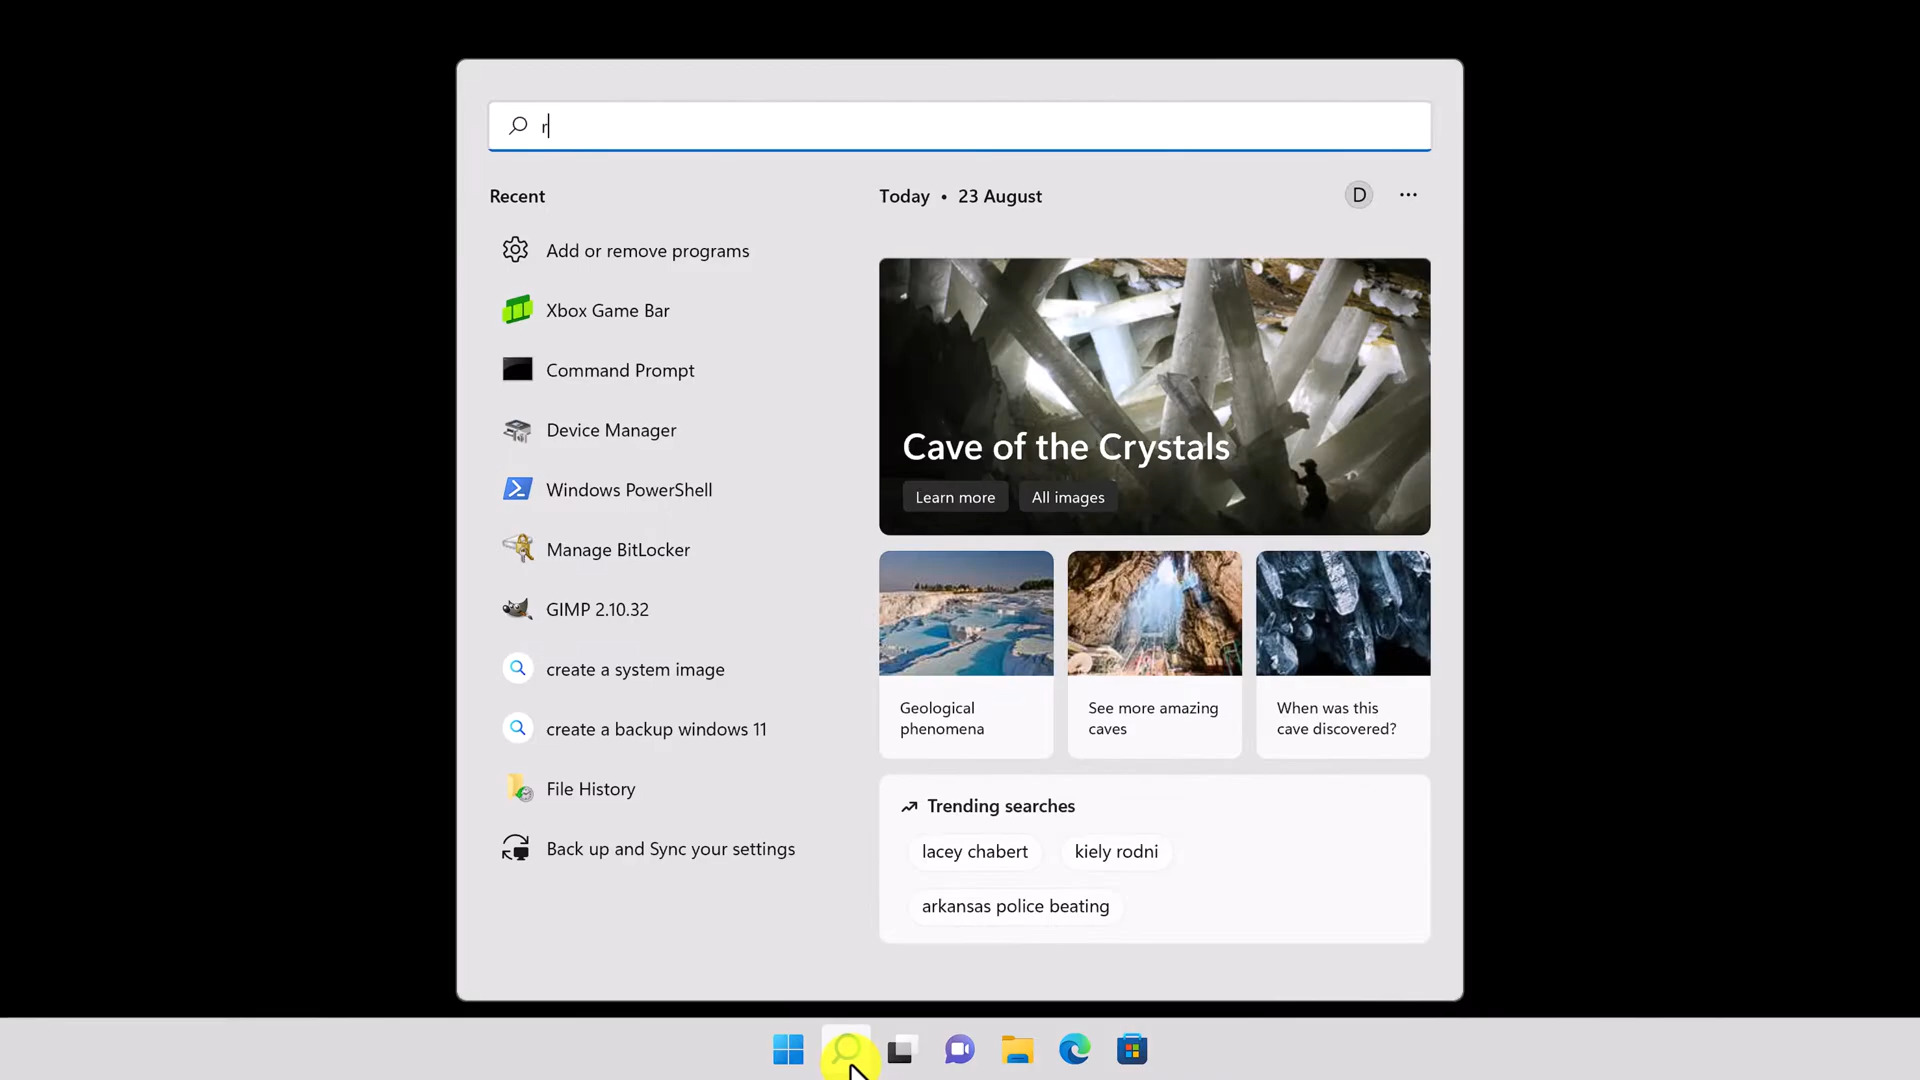 r
Recent
Add or remove programs
Xbox Game Bar
Command Prompt
Device Manager
Windows PowerShell
Manage BitLocker
GIMP 2.10.32
create a system image
create a backup windows 11
File History
Back up and Sync your settings
Today • 23 August
D
Cave of the Crystals
Learn more
All images
Geological
phenomena
See more amazing
caves
When was this
cave discovered?
Trending searches
lacey chabert
kiely rodni
arkansas police beating